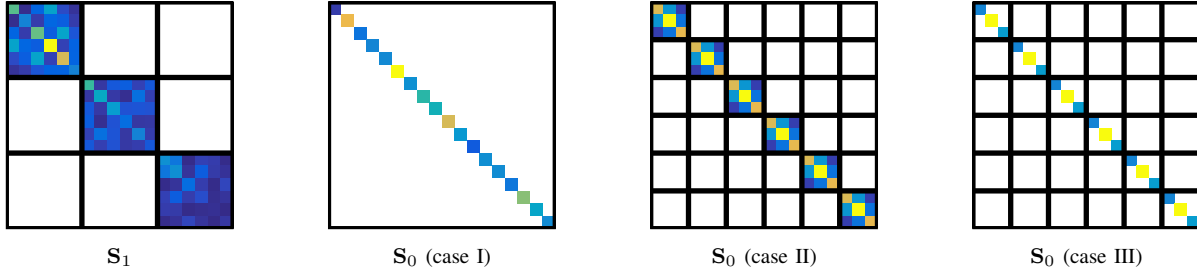 S₁ S₀ (case I) S₀ (case II) S₀ (case III)